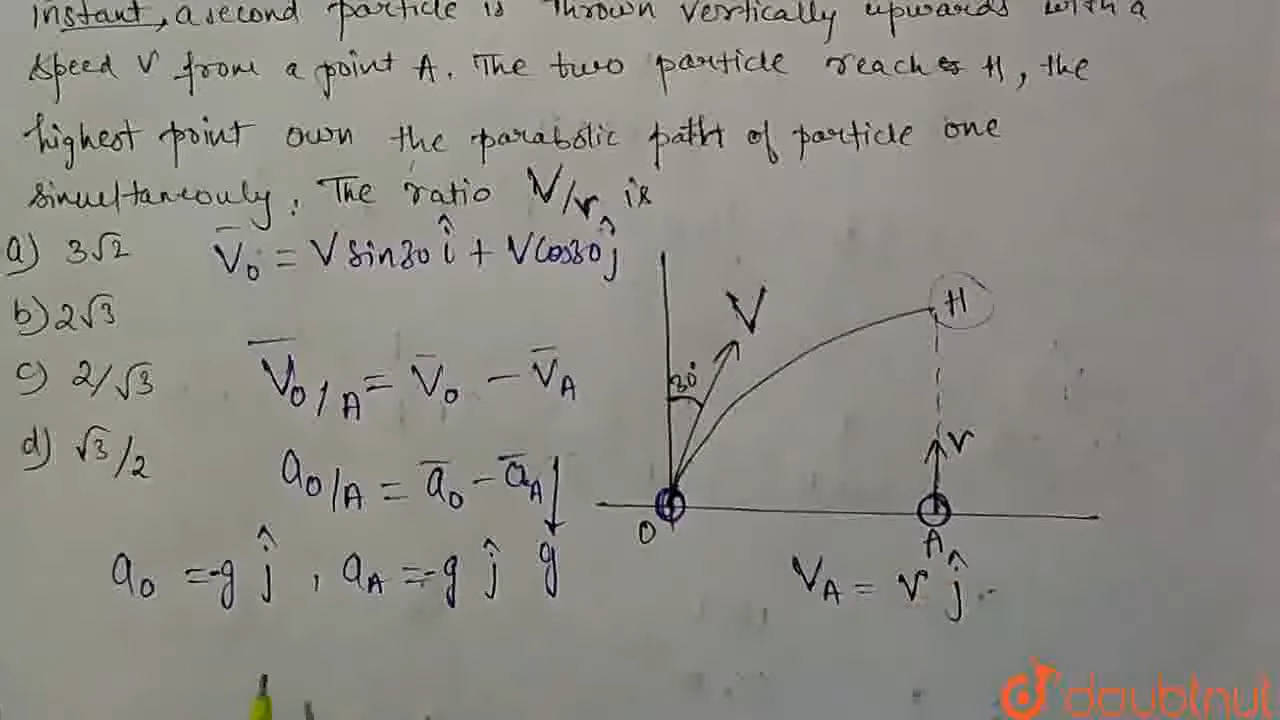 instant, a second particle is thrown vertically upwards with a
speed V from a point A. The two particle reaches H, the
highest point own the parabolic path of particle one
simultaneouly. The ratio V/v is
a) 3√2
V̄₀ = V sin30 î + V cos30 ĵ
b) 2√3
c) 2/√3
V̄₀/A = V̄₀ - V̄A
d) √3/2
a₀/A = ā₀ - āA
g
a₀ = -g ĵ, aA = -g ĵ
V
30°
H
v
O
A
VA = v ĵ
doubtnut